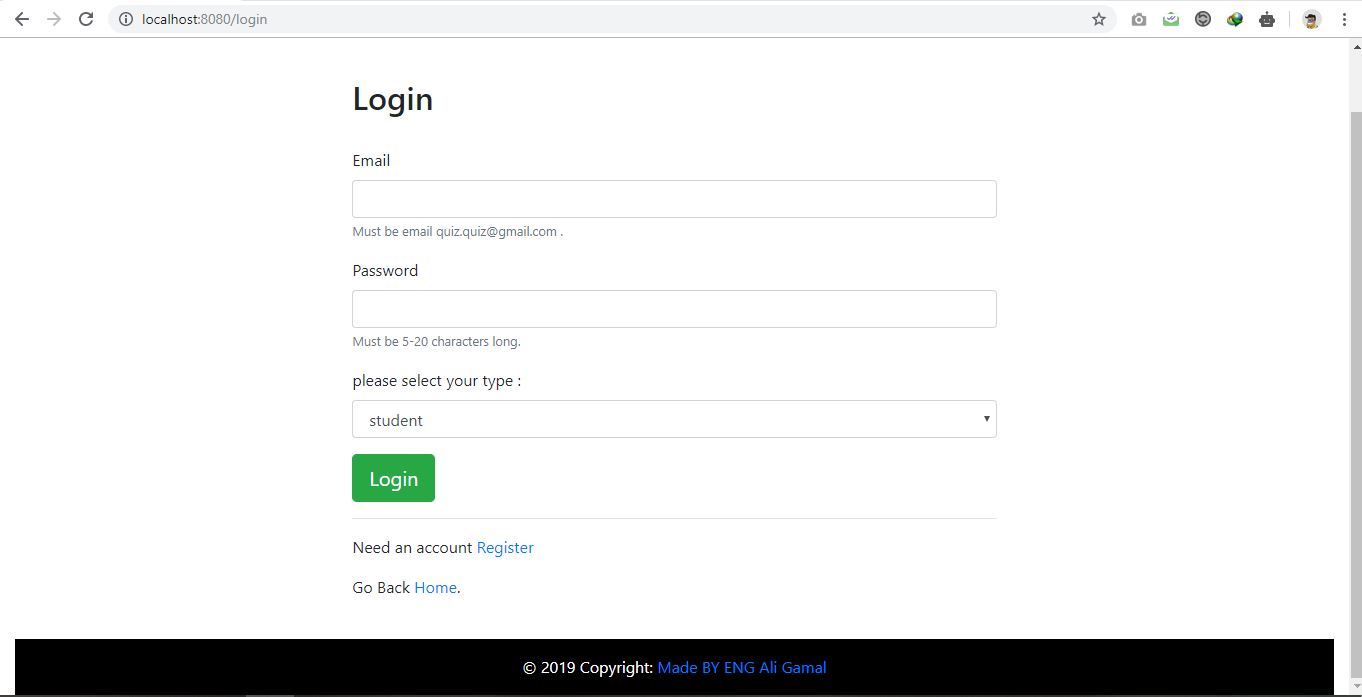 localhost:8080/login
Login
Email
Must be email quiz.quiz@gmail.com .
Password
Must be 5-20 characters long.
please select your type :
student
Login
Need an account Register
Go Back Home.
© 2019 Copyright: Made BY ENG Ali Gamal